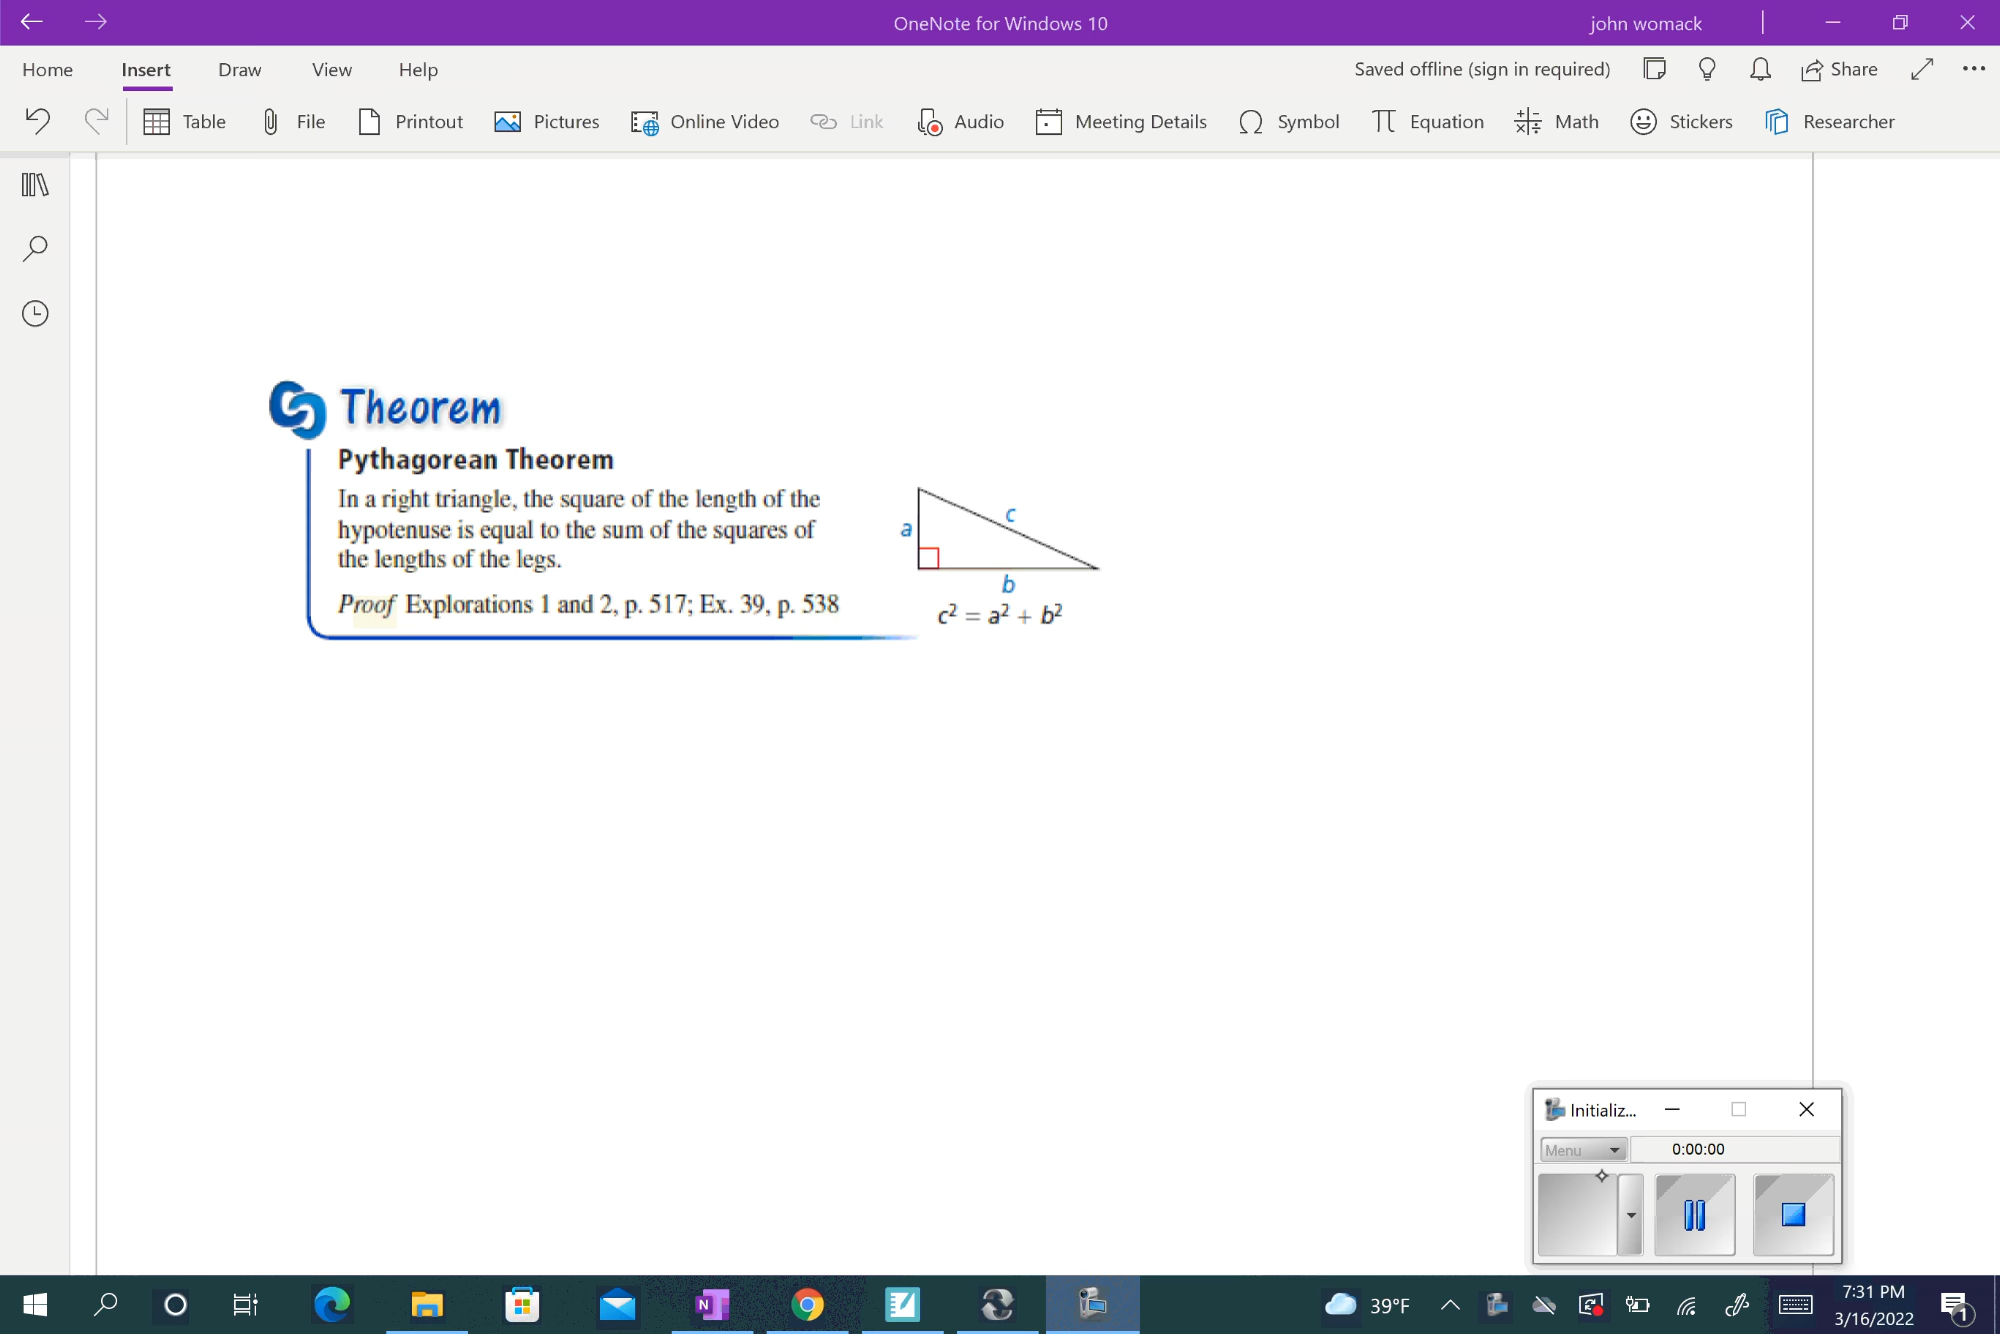 OneNote for Windows 10
john womack
Home Insert Draw View Help
Saved offline (sign in required)
Share
Table File Printout Pictures Online Video Link Audio Meeting Details Symbol Equation Math Stickers Researcher
Theorem
Pythagorean Theorem
In a right triangle, the square of the length of the
hypotenuse is equal to the sum of the squares of
the lengths of the legs.
Proof Explorations 1 and 2, p. 517; Ex. 39, p. 538
a
c
b
c² = a² + b²
Initializ...
Menu
0:00:00
39°F
7:31 PM
3/16/2022
1